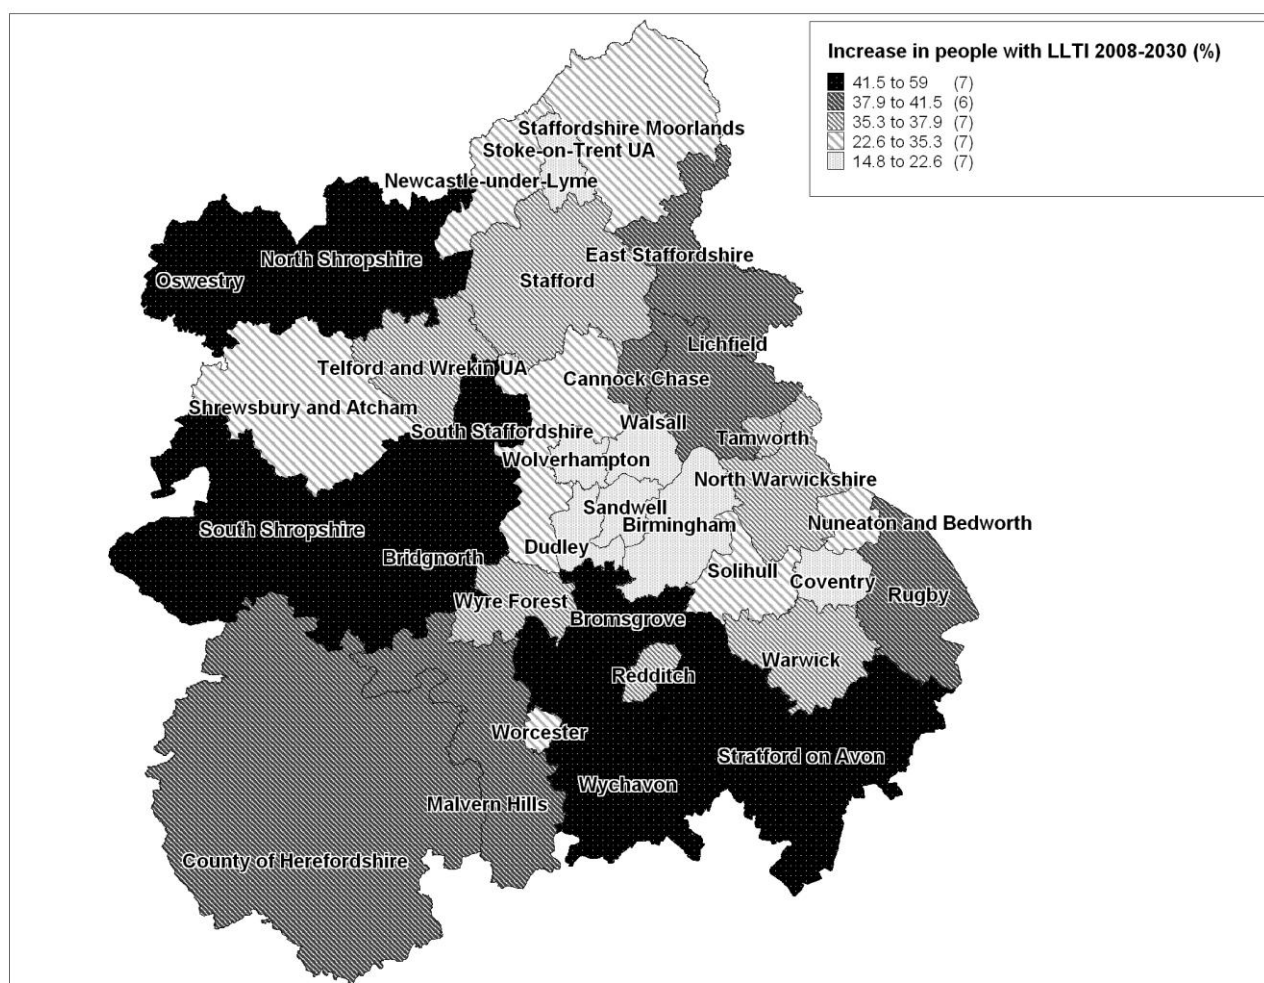 Increase in people with LLTI 2008-2030 (%)
41.5 to 59 (7)
37.9 to 41.5 (6)
35.3 to 37.9 (7)
22.6 to 35.3 (7)
14.8 to 22.6 (7)
Staffordshire Moorlands
Stoke-on-Trent UA
Newcastle-under-Lyme
East Staffordshire
North Shropshire
Oswestry
Stafford
Lichfield
Telford and Wrekin UA
Cannock Chase
Shrewsbury and Atcham
Walsall
South Staffordshire
Tamworth
Wolverhampton
North Warwickshire
Sandwell
Birmingham
Nuneaton and Bedworth
South Shropshire
Dudley
Bridgnorth
Solihull
Coventry
Rugby
Wyre Forest
Bromsgrove
Warwick
Redditch
Worcester
Stratford on Avon
Wychavon
Malvern Hills
County of Herefordshire